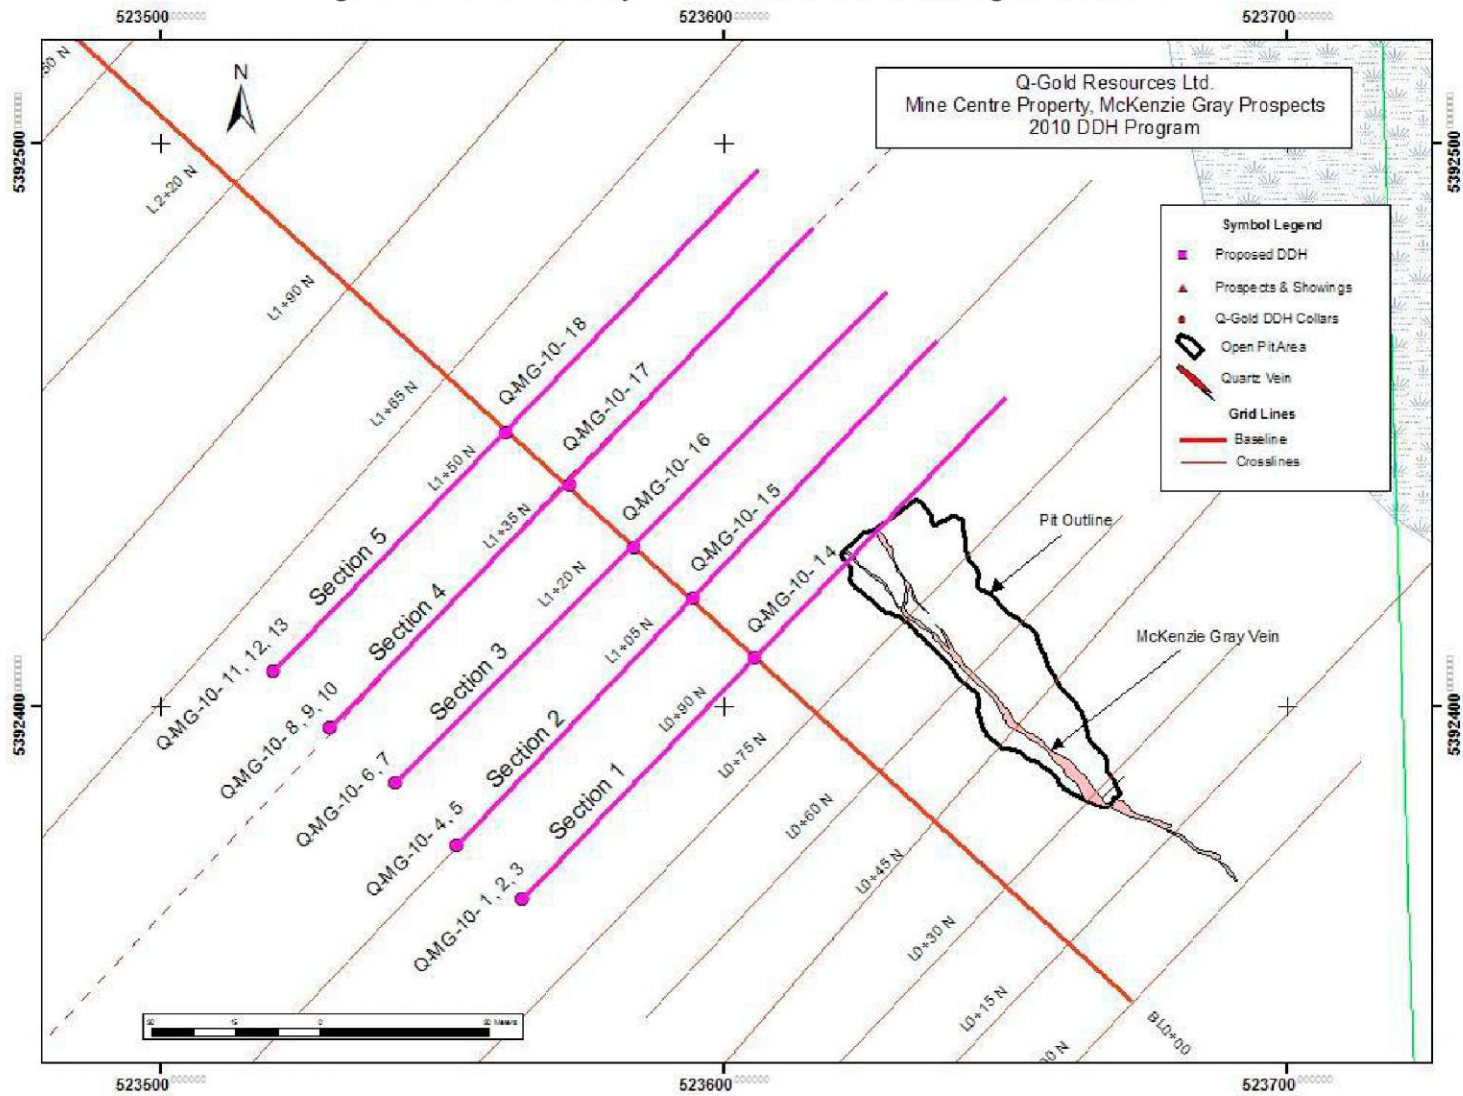 523500
523600
523700
Q-Gold Resources Ltd.
Mine Centre Property, McKenzie Gray Prospects
2010 DDH Program
N
5392500
5392500
L2+20 N
L1+90 N
L1+65 N
L1+50 N
L1+35 N
L1+20 N
L1+05 N
L0+90 N
L0+75 N
L0+60 N
L0+45 N
L0+30 N
L0+15 N
BL0+00
Symbol Legend
Proposed DDH
Prospects & Showings
Q-Gold DDH Collars
Open Pit Area
Quartz Vein
Grid Lines
Baseline
Crosslines
Q-MG-10- 18
Q-MG-10- 17
Q-MG-10- 16
Q-MG-10- 15
Q-MG-10- 14
Pit Outline
McKenzie Gray Vein
Section 5
Section 4
Section 3
Section 2
Section 1
Q-MG-10- 11, 12, 13
Q-MG-10- 8, 9, 10
Q-MG-10- 6, 7
Q-MG-10- 4, 5
Q-MG-10- 1, 2, 3
5392400
5392400
523500
523600
523700